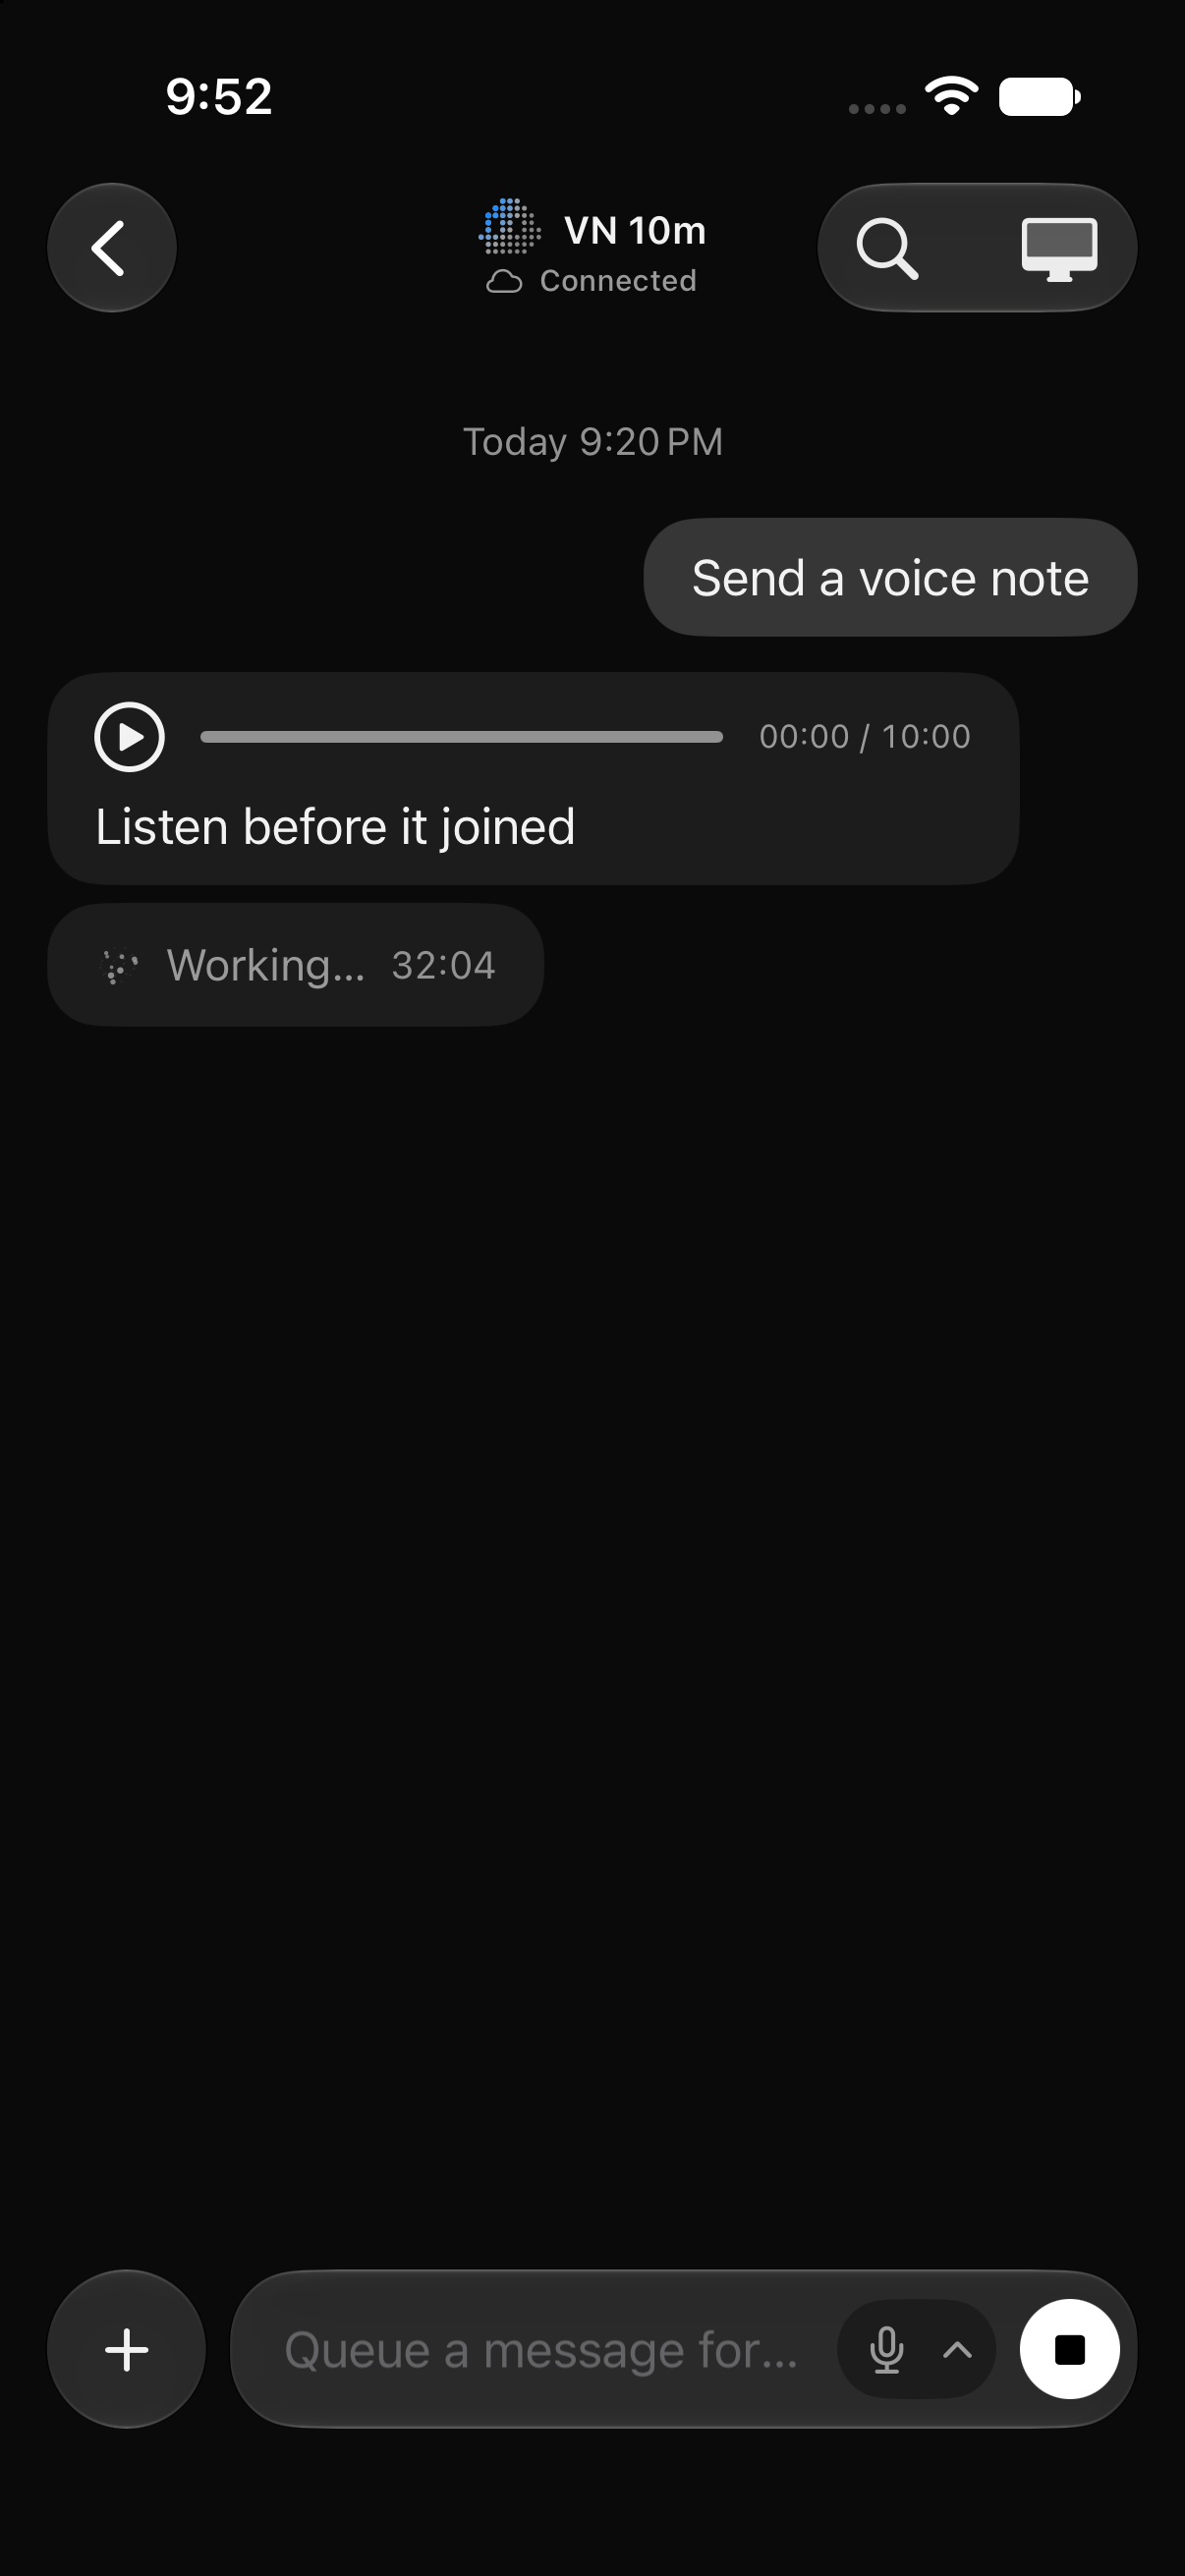 9:52
VN 10m
Connected
Today 9:20 PM
Send a voice note
00:00 / 10:00
Listen before it joined
Working... 32:04
Queue a message for...